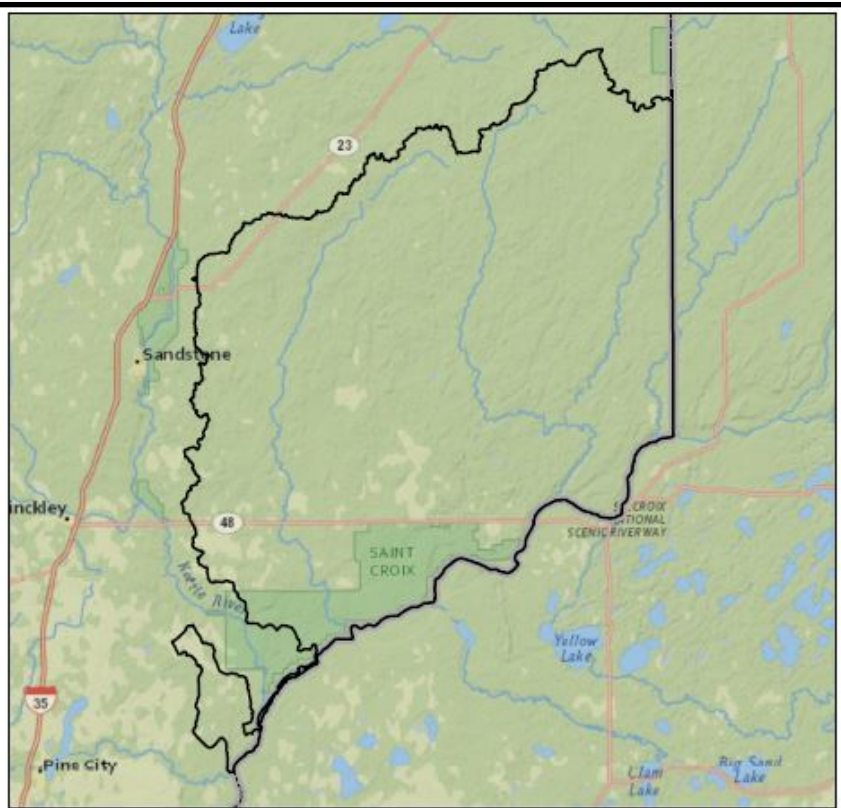 Lake
23
Sandstone
inckley
48
ST. CROIX
NATIONAL
SCENIC RIVERWAY
SAINT
CROIX
Kettle River
Yellow
Lake
35
Pine City
Clam
Lake
Big Sand
Lake